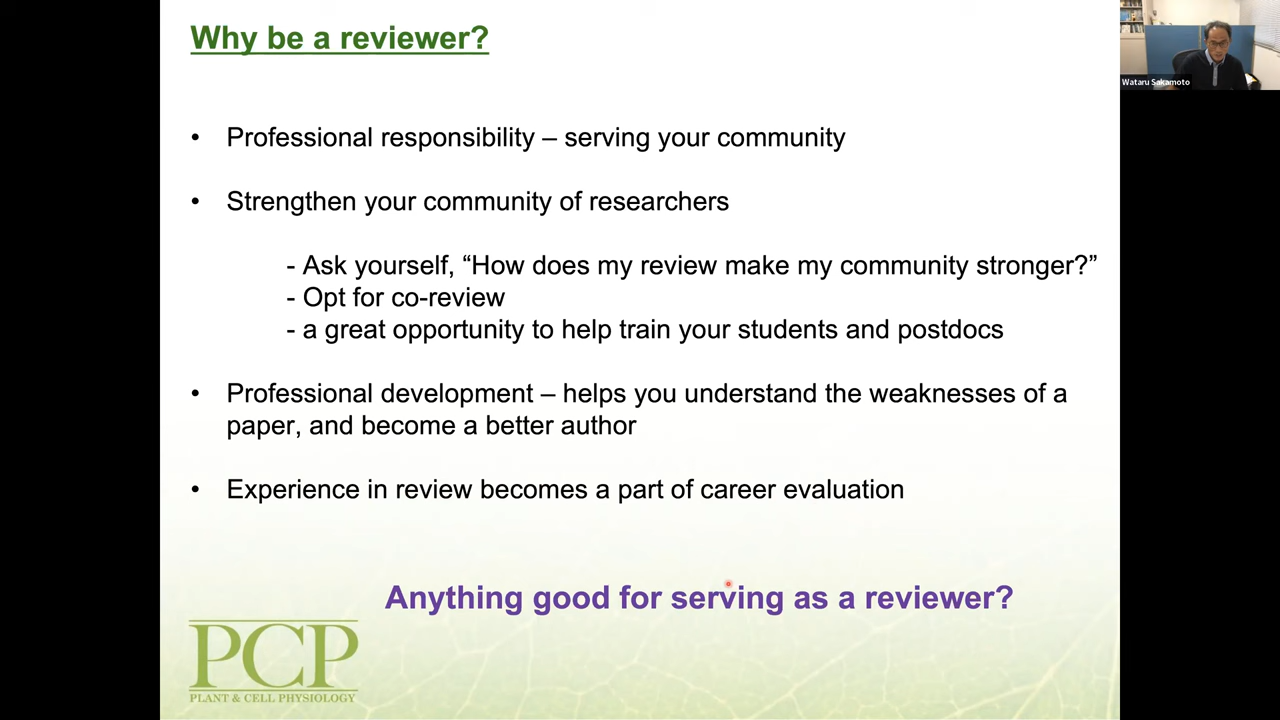 Why be a reviewer?
Wataru Sakamoto
• Professional responsibility – serving your community
• Strengthen your community of researchers
- Ask yourself, “How does my review make my community stronger?”
- Opt for co-review
- a great opportunity to help train your students and postdocs
• Professional development – helps you understand the weaknesses of a
paper, and become a better author
• Experience in review becomes a part of career evaluation
Anything good for serving as a reviewer?
PCP
PLANT & CELL PHYSIOLOGY